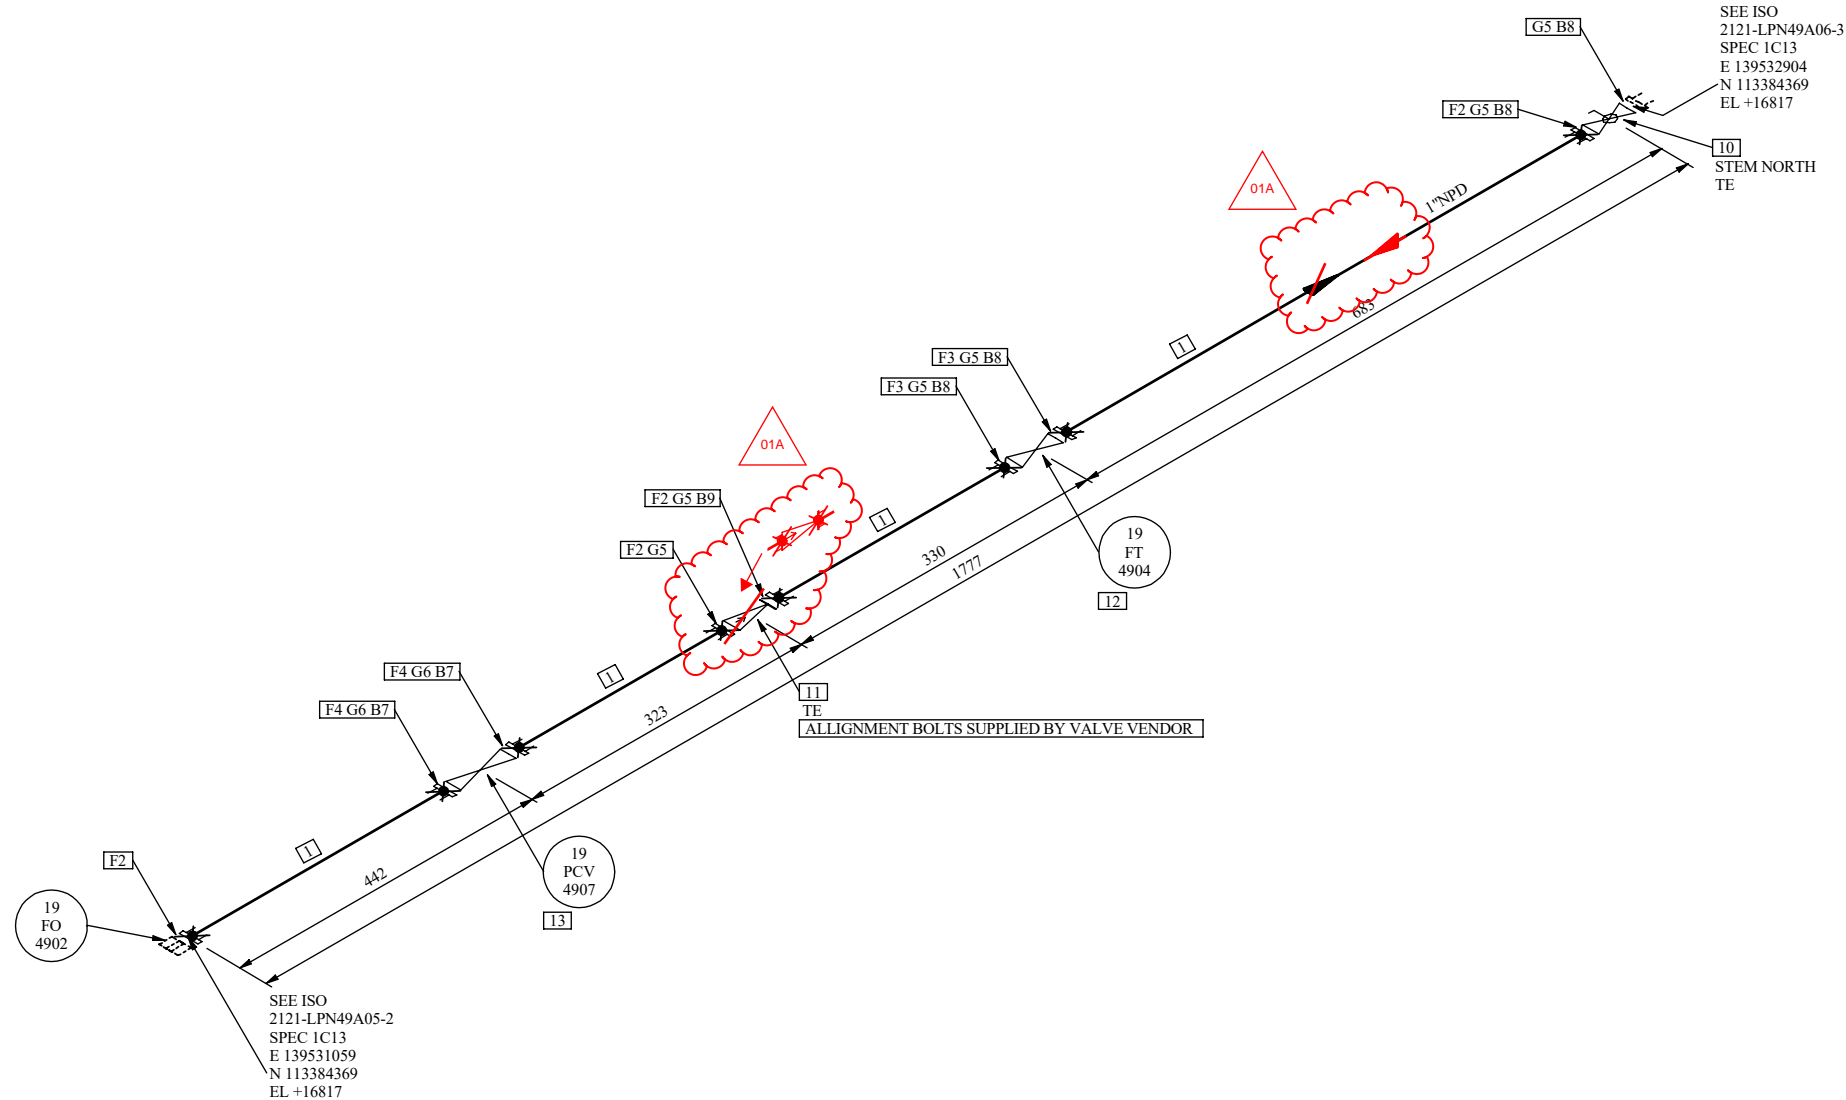 SEE ISO
2121-LPN49A06-3
SPEC 1C13
E 139532904
N 113384369
EL +16817
G5 B8
F2 G5 B8
10
STEM NORTH
TE
01A
1"NPD
683
1
F3 G5 B8
F3 G5 B8
01A
F2 G5 B9
1
F2 G5
330
1777
19
FT
4904
12
F4 G6 B7
1
F4 G6 B7
323
11
TE
ALLIGNMENT BOLTS SUPPLIED BY VALVE VENDOR
F2
1
442
19
PCV
4907
13
19
FO
4902
SEE ISO
2121-LPN49A05-2
SPEC 1C13
E 139531059
N 113384369
EL +16817